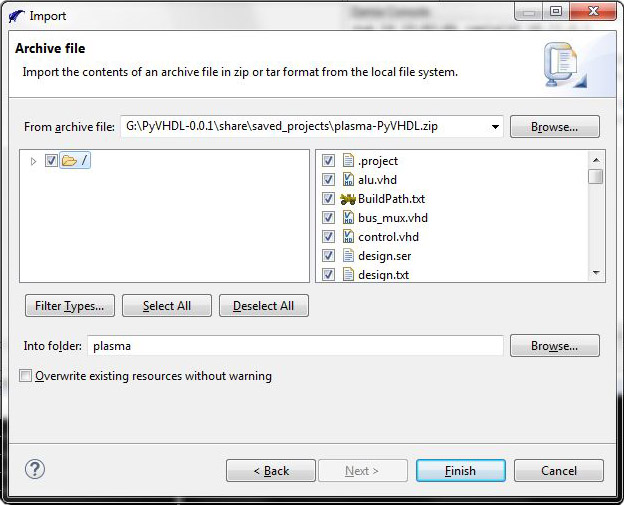 Import
Archive file
Import the contents of an archive file in zip or tar format from the local file system.
From archive file: G:\PyVHDL-0.0.1\share\saved_projects\plasma-PyVHDL.zip Browse...
/
.project
alu.vhd
BuildPath.txt
bus_mux.vhd
control.vhd
design.ser
design.txt
Filter Types... Select All Deselect All
Into folder: plasma Browse...
Overwrite existing resources without warning
? < Back Next > Finish Cancel